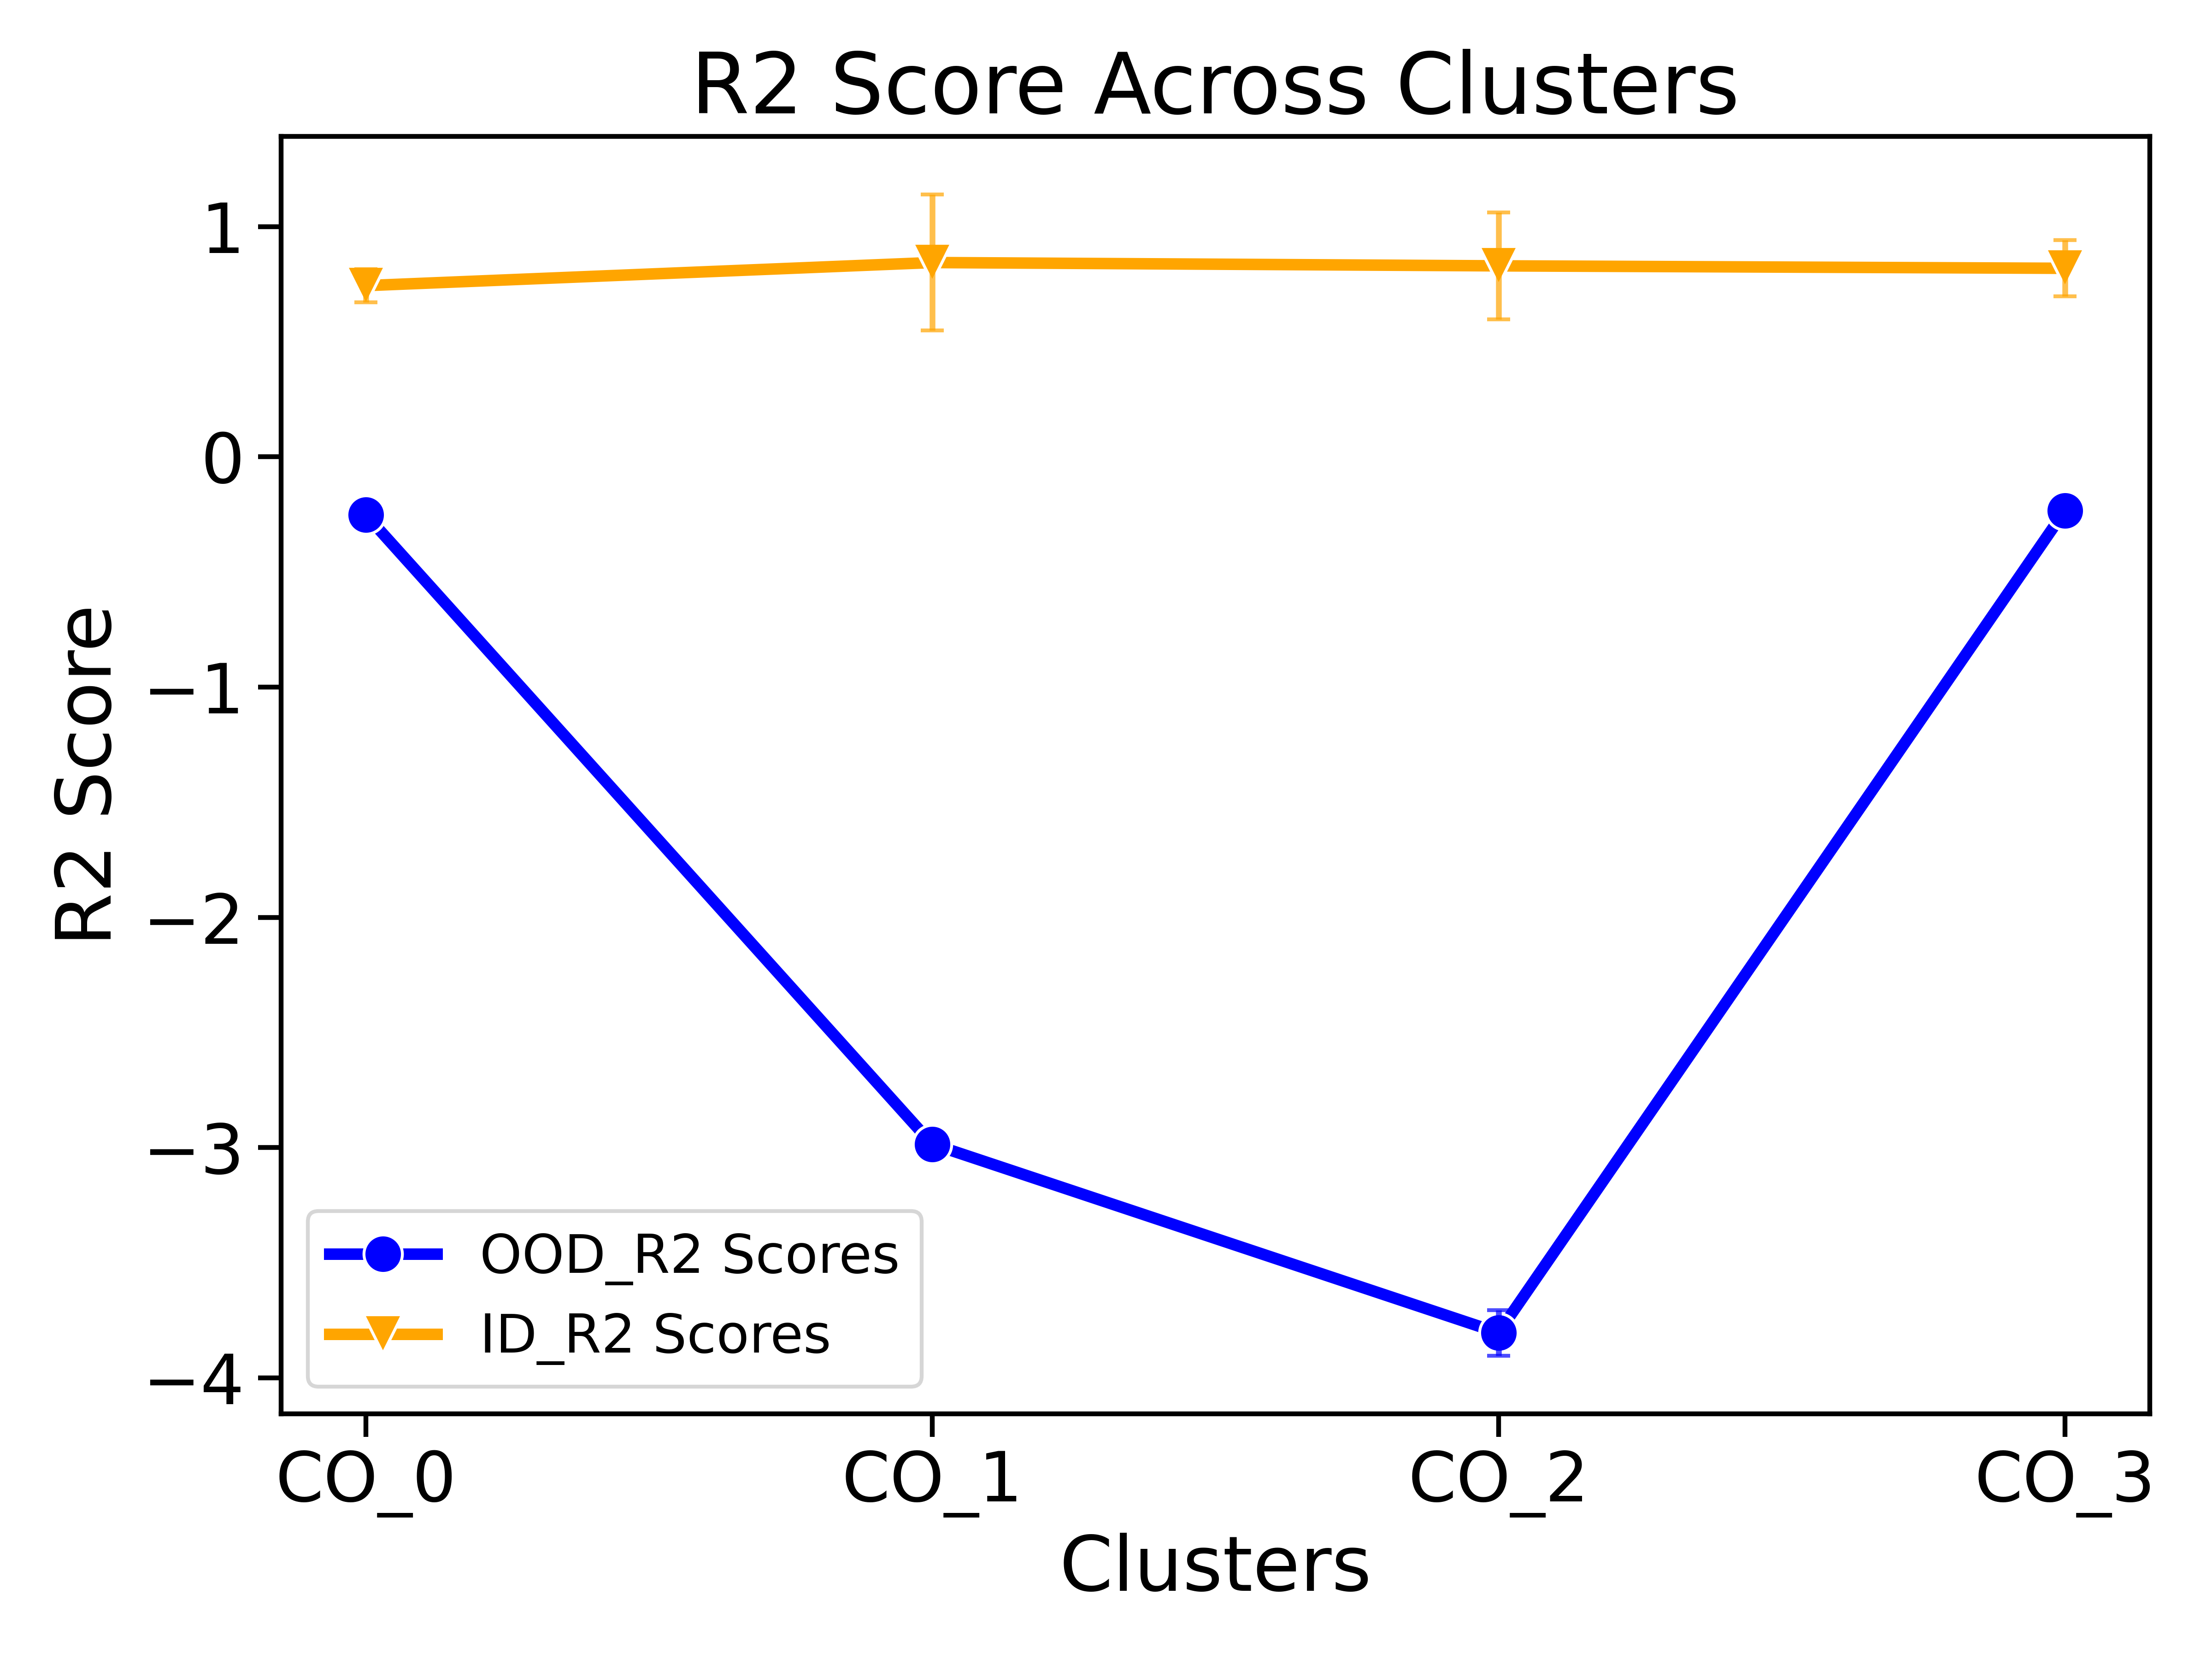 R2 Score Across Clusters
R2 Score
1
0
−1
−2
−3
−4
OOD_R2 Scores
ID_R2 Scores
CO_0 CO_1 CO_2 CO_3
Clusters